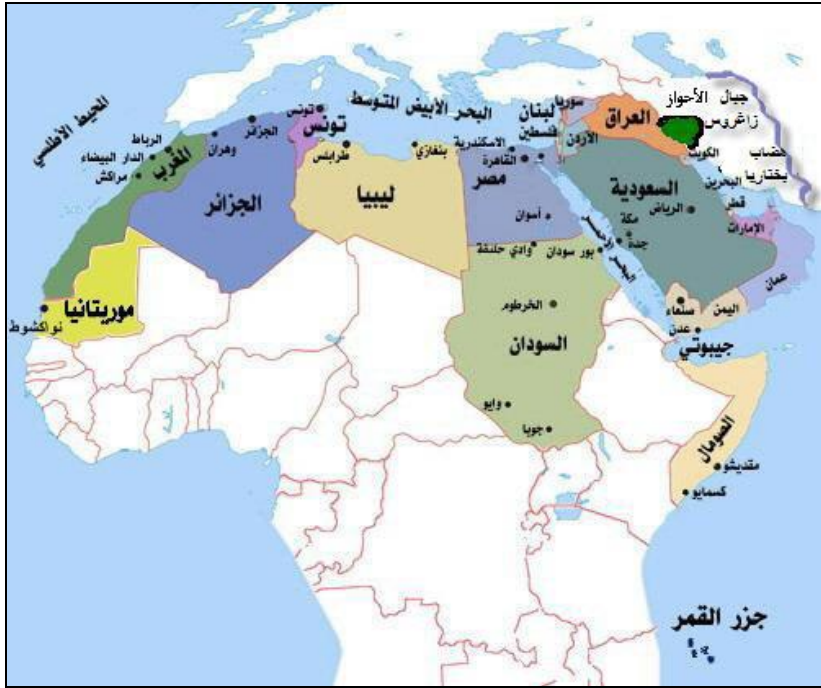 المحيط الأطلسي
البحر الأبيض المتوسط
الرباط
الدار البيضاء
مراكش
المغرب
وهران
الجزائر
الجزائر
تونس
تونس
طرابلس
بنغازي
ليبيا
الاسكندرية
القاهرة
مصر
أسوان
لبنان
فلسطين
سوريا
الأردن
العراق
الأحواز
جبال
زاغروس
هضاب
بختاريا
الكويت
البحرين
قطر
الإمارات
السعودية
الرياض
مكة
جدة
البحر الأحمر
عمان
اليمن
صنعاء
عدن
جيبوتي
موريتانيا
نواكشوط
وادي حليفة
بور سودان
الخرطوم
السودان
وايو
جوبا
الصومال
مقديشو
كسمايو
جزر القمر